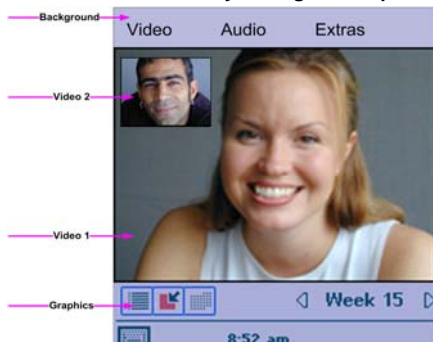 Background
Video Audio Extras
Video 2
Video 1
Graphics
Week 15
8:52 am